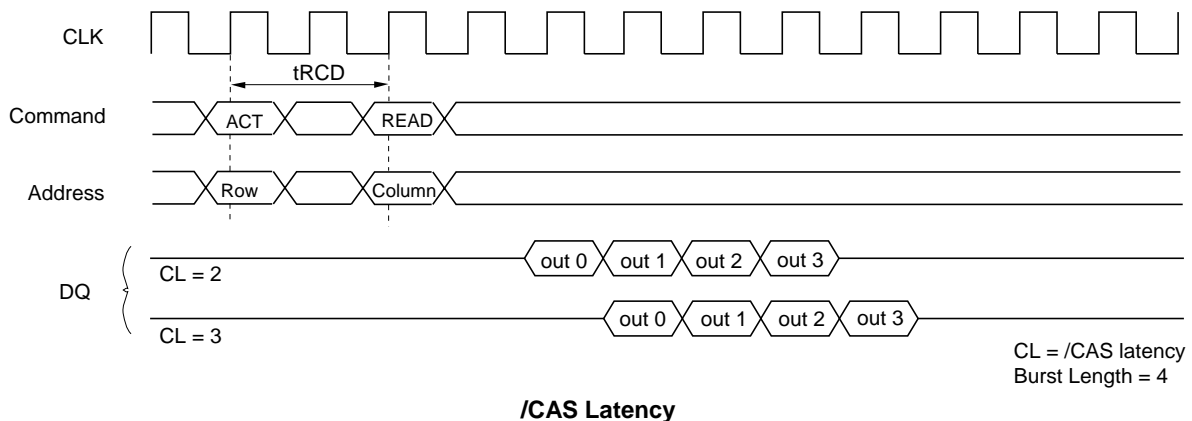 CLK
tRCD
Command ACT READ
Address Row Column
DQ
CL = 2 out 0 out 1 out 2 out 3
CL = 3 out 0 out 1 out 2 out 3
CL = /CAS latency
Burst Length = 4
/CAS Latency